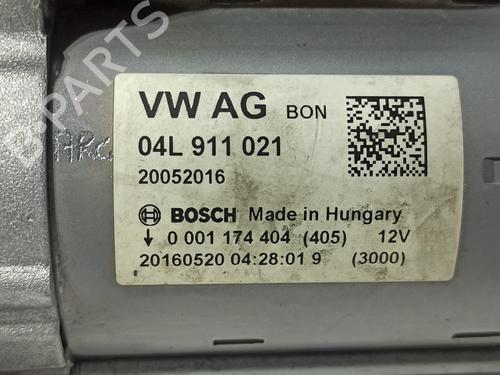 VW AG BON
04L 911 021
20052016
BOSCH Made in Hungary
↓ 0 001 174 404 (405) 12V
20160520 04:28:01 9 (3000)
B-PARTS
ARC